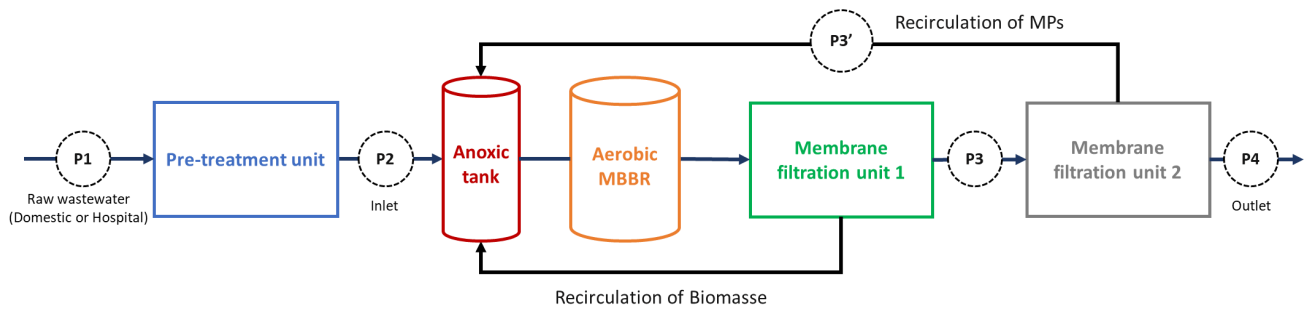 Recirculation of MPs
P3’
P1
Pre-treatment unit
P2
Anoxic
tank
Aerobic
MBBR
Membrane
filtration unit 1
P3
Membrane
filtration unit 2
P4
Raw wastewater
(Domestic or Hospital)
Inlet
Outlet
Recirculation of Biomasse